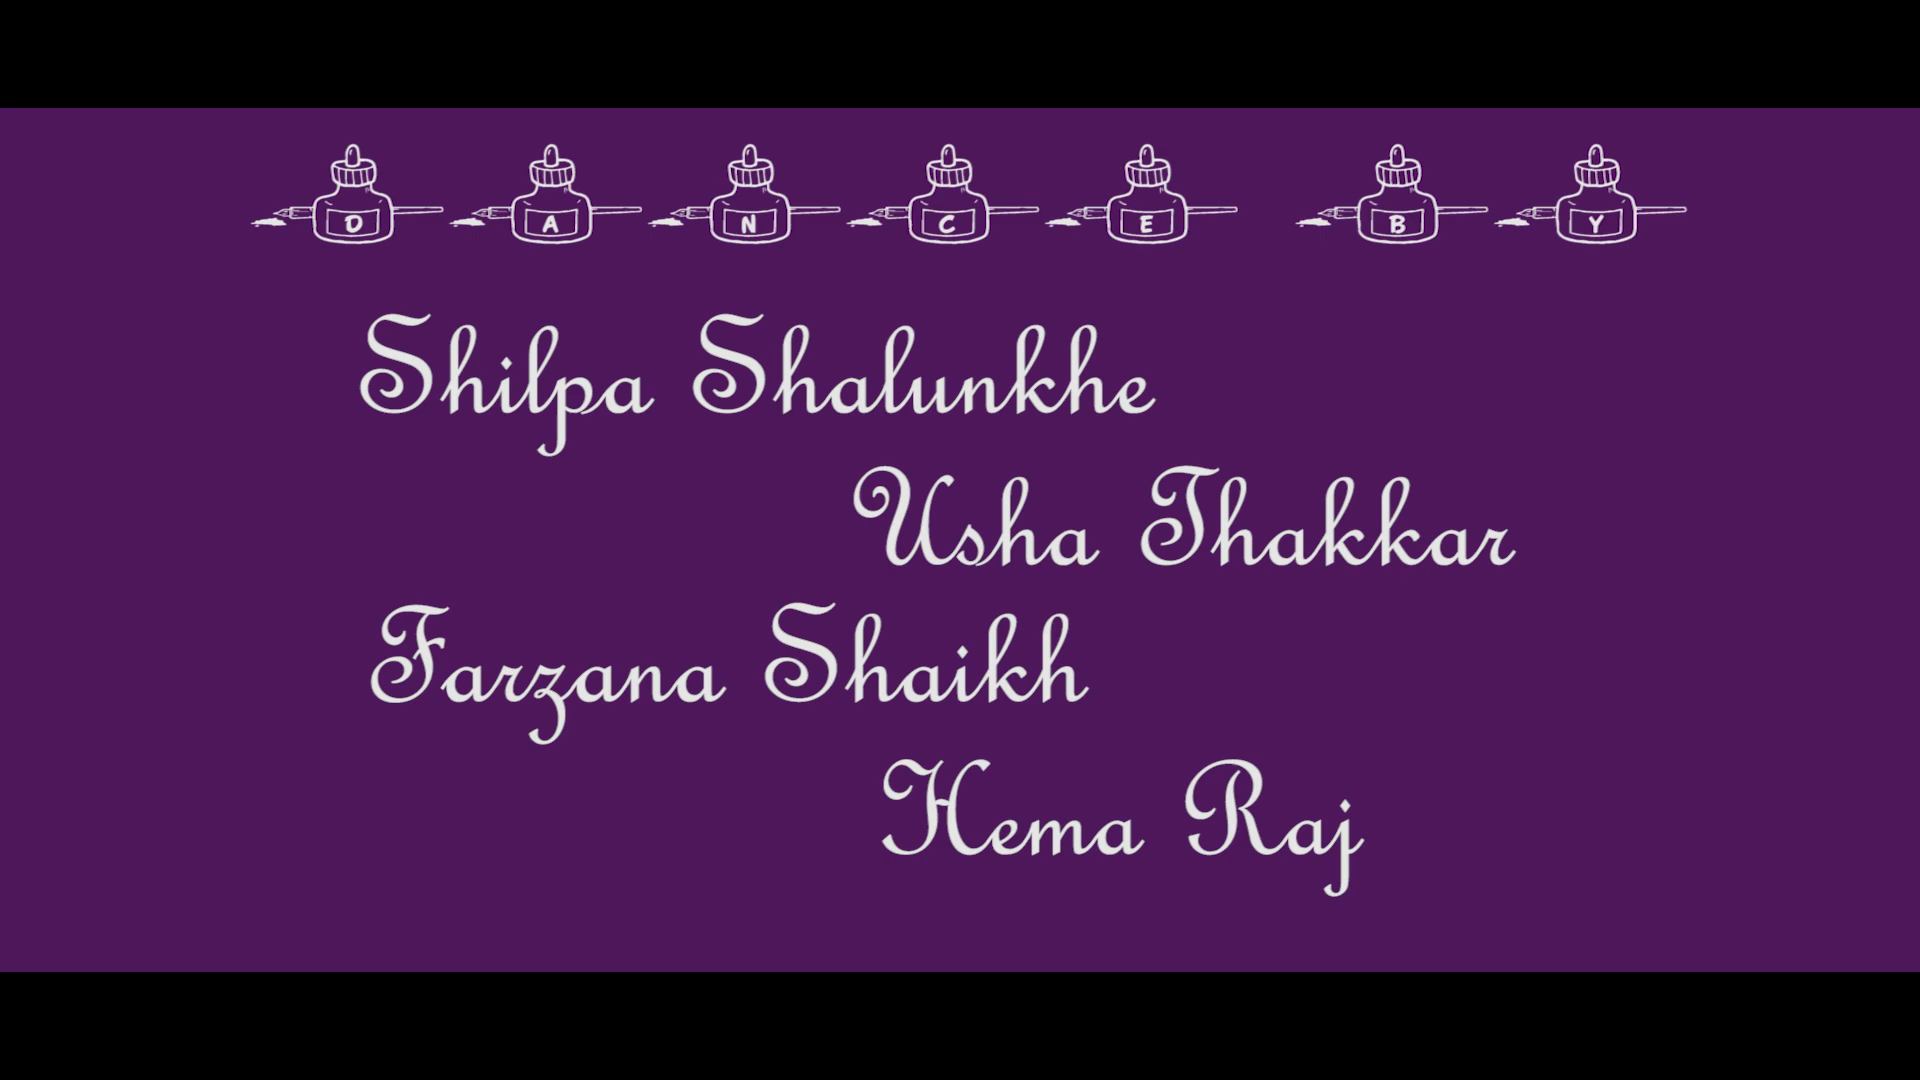 DANCE BY
Shilpa Shalunkhe
Usha Thakkar
Farzana Shaikh
Hema Raj